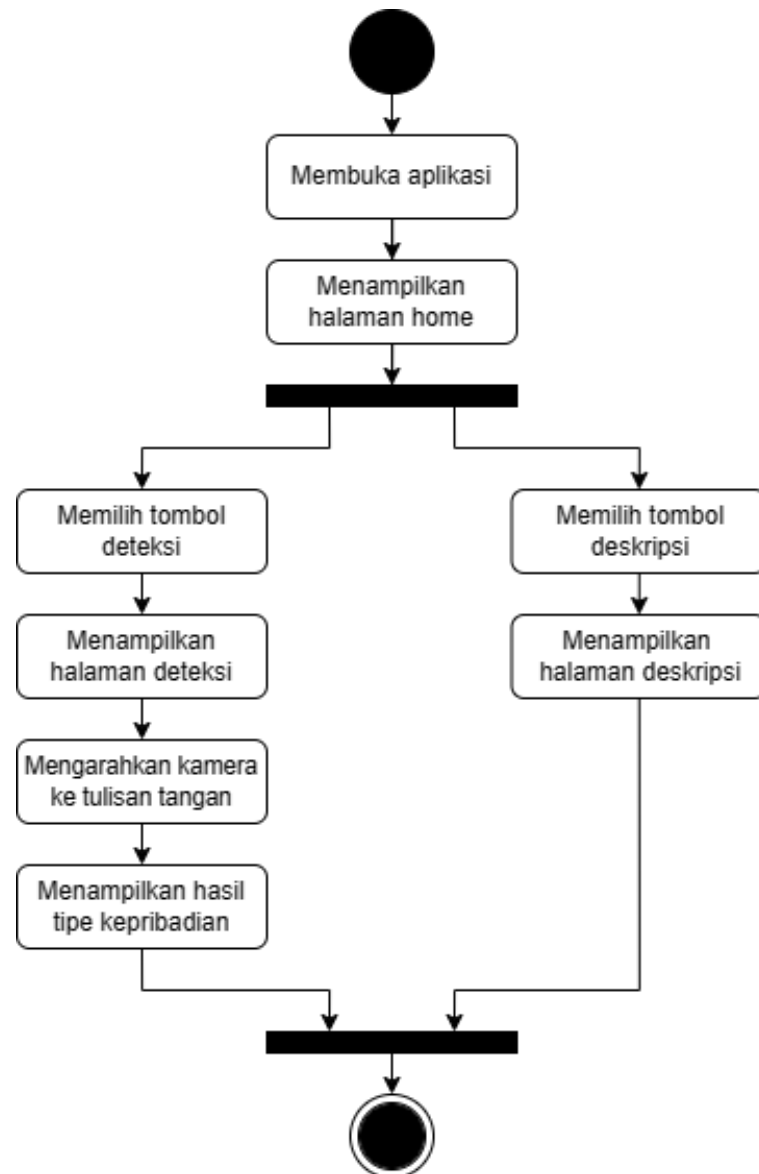 Membuka aplikasi
Menampilkan
halaman home
Memilih tombol
deteksi
Menampilkan
halaman deteksi
Mengarahkan kamera
ke tulisan tangan
Menampilkan hasil
tipe kepribadian
Memilih tombol
deskripsi
Menampilkan
halaman deskripsi